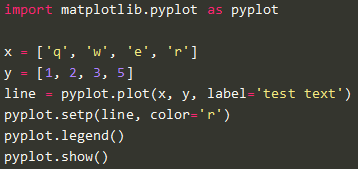 import matplotlib.pyplot as pyplot
x = ['q', 'w', 'e', 'r']
y = [1, 2, 3, 5]
line = pyplot.plot(x, y, label='test text')
pyplot.setp(line, color='r')
pyplot.legend()
pyplot.show()